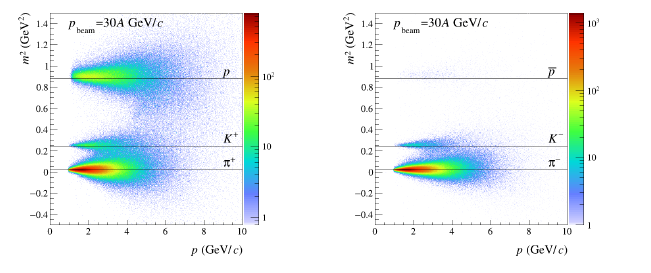 p_beam=30A GeV/c
m² (GeV²)
1.4
1.2
1
0.8
0.6
0.4
0.2
0
−0.2
−0.4
p
K⁺
π⁺
0 2 4 6 8 10
p (GeV/c)
10²
10
1
p_beam=30A GeV/c
m² (GeV²)
1.4
1.2
1
0.8
0.6
0.4
0.2
0
−0.2
−0.4
p̅
K⁻
π⁻
0 2 4 6 8 10
p (GeV/c)
10³
10²
10
1